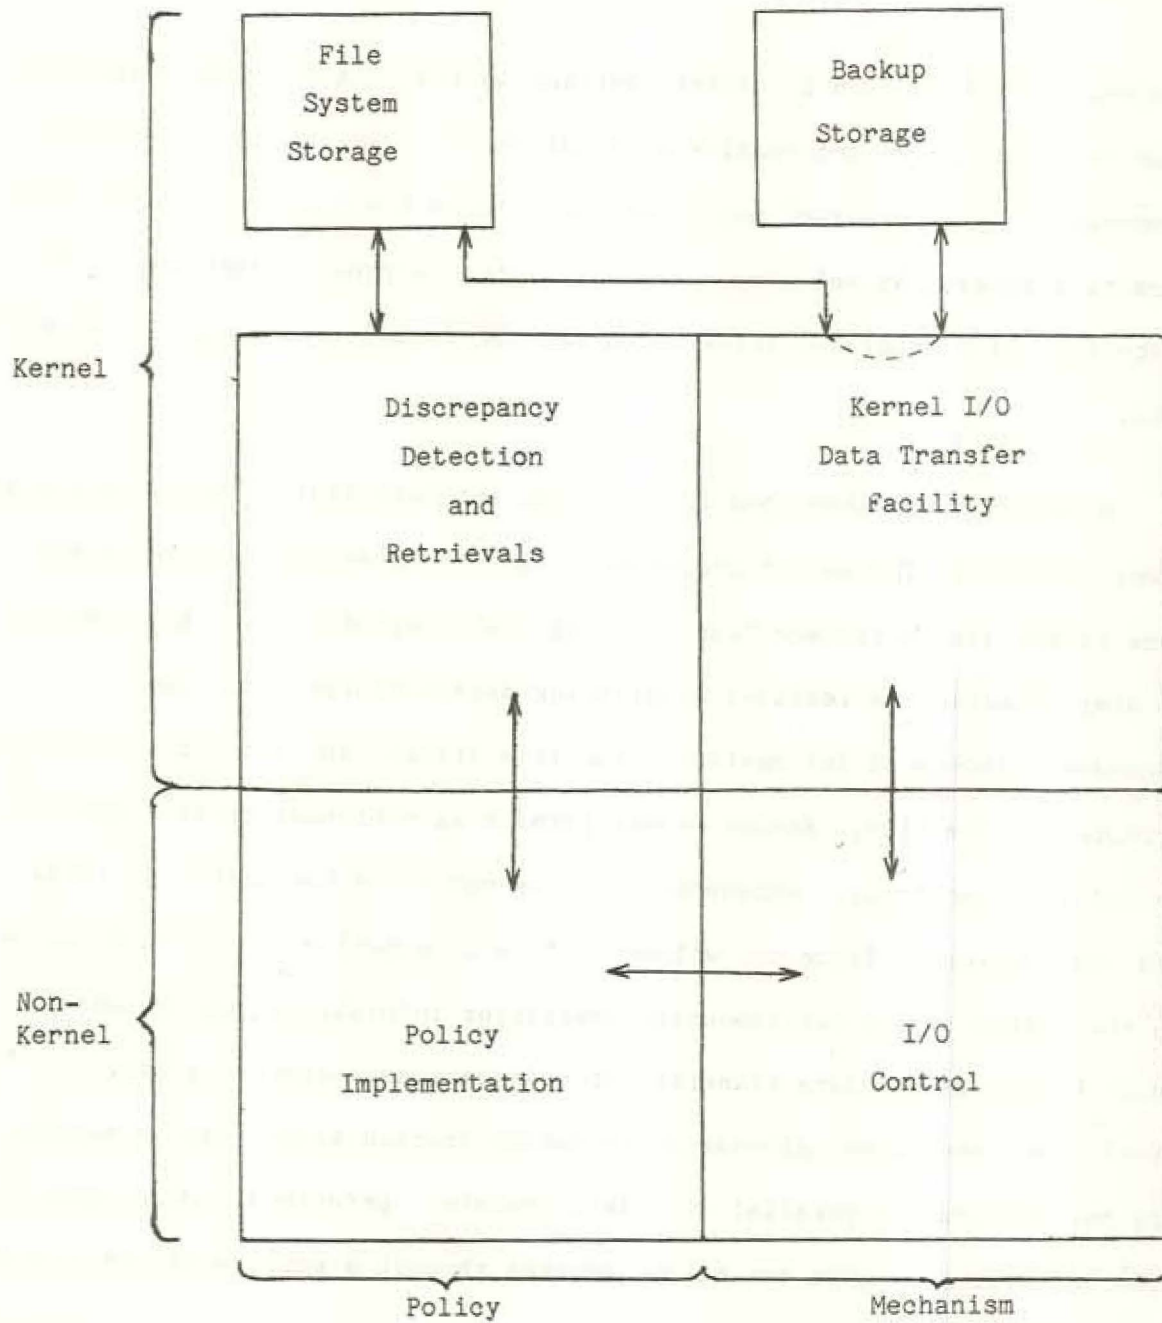 File
System
Storage
Backup
Storage
Kernel
Discrepancy
Detection
and
Retrievals
Kernel I/O
Data Transfer
Facility
Non-
Kernel
Policy
Implementation
I/O
Control
Policy
Mechanism